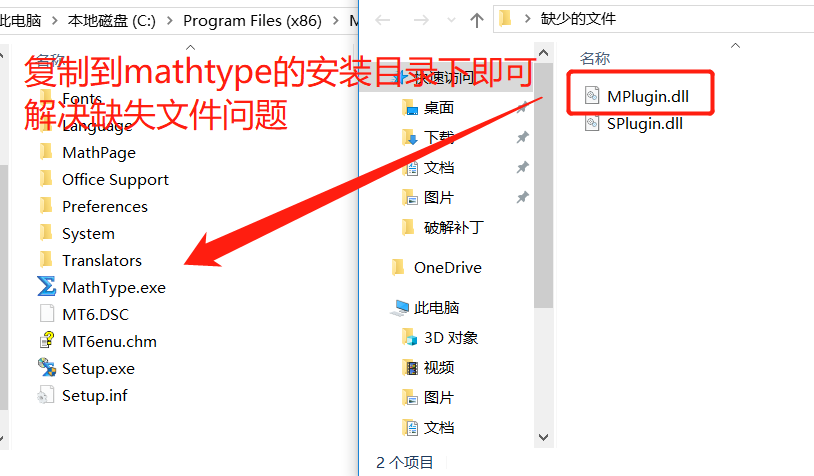 此电脑 > 本地磁盘 (C:) > Program Files (x86) >
名称
复制到mathtype的安装目录下即可
解决缺失文件问题
Fonts
Language
MathPage
Office Support
Preferences
System
Translators
MathType.exe
MT6.DSC
MT6enu.chm
Setup.exe
Setup.inf
> 缺少的文件
快速访问
桌面
下载
文档
图片
破解补丁
OneDrive
此电脑
3D 对象
视频
图片
文档
2 个项目
名称
MPlugin.dll
SPlugin.dll